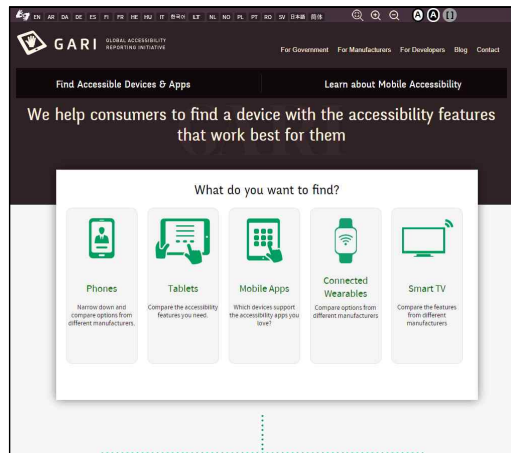 EN AR DA DE ES FI FR HE HU IT 한국어 LT NL NO PL PT RO SV 日本語 简体
A A
GARI GLOBAL ACCESSIBILITY
REPORTING INITIATIVE
For Government For Manufacturers For Developers Blog Contact
Find Accessible Devices & Apps Learn about Mobile Accessibility
We help consumers to find a device with the accessibility features
that work best for them
What do you want to find?
Phones
Narrow down and
compare options from
different manufacturers.
Tablets
Compare the accessibility
features you need.
Mobile Apps
Which devices support
the accessibility apps you
love?
Connected
Wearables
Compare options from
different manufacturers
Smart TV
Compare the features
from different
manufacturers